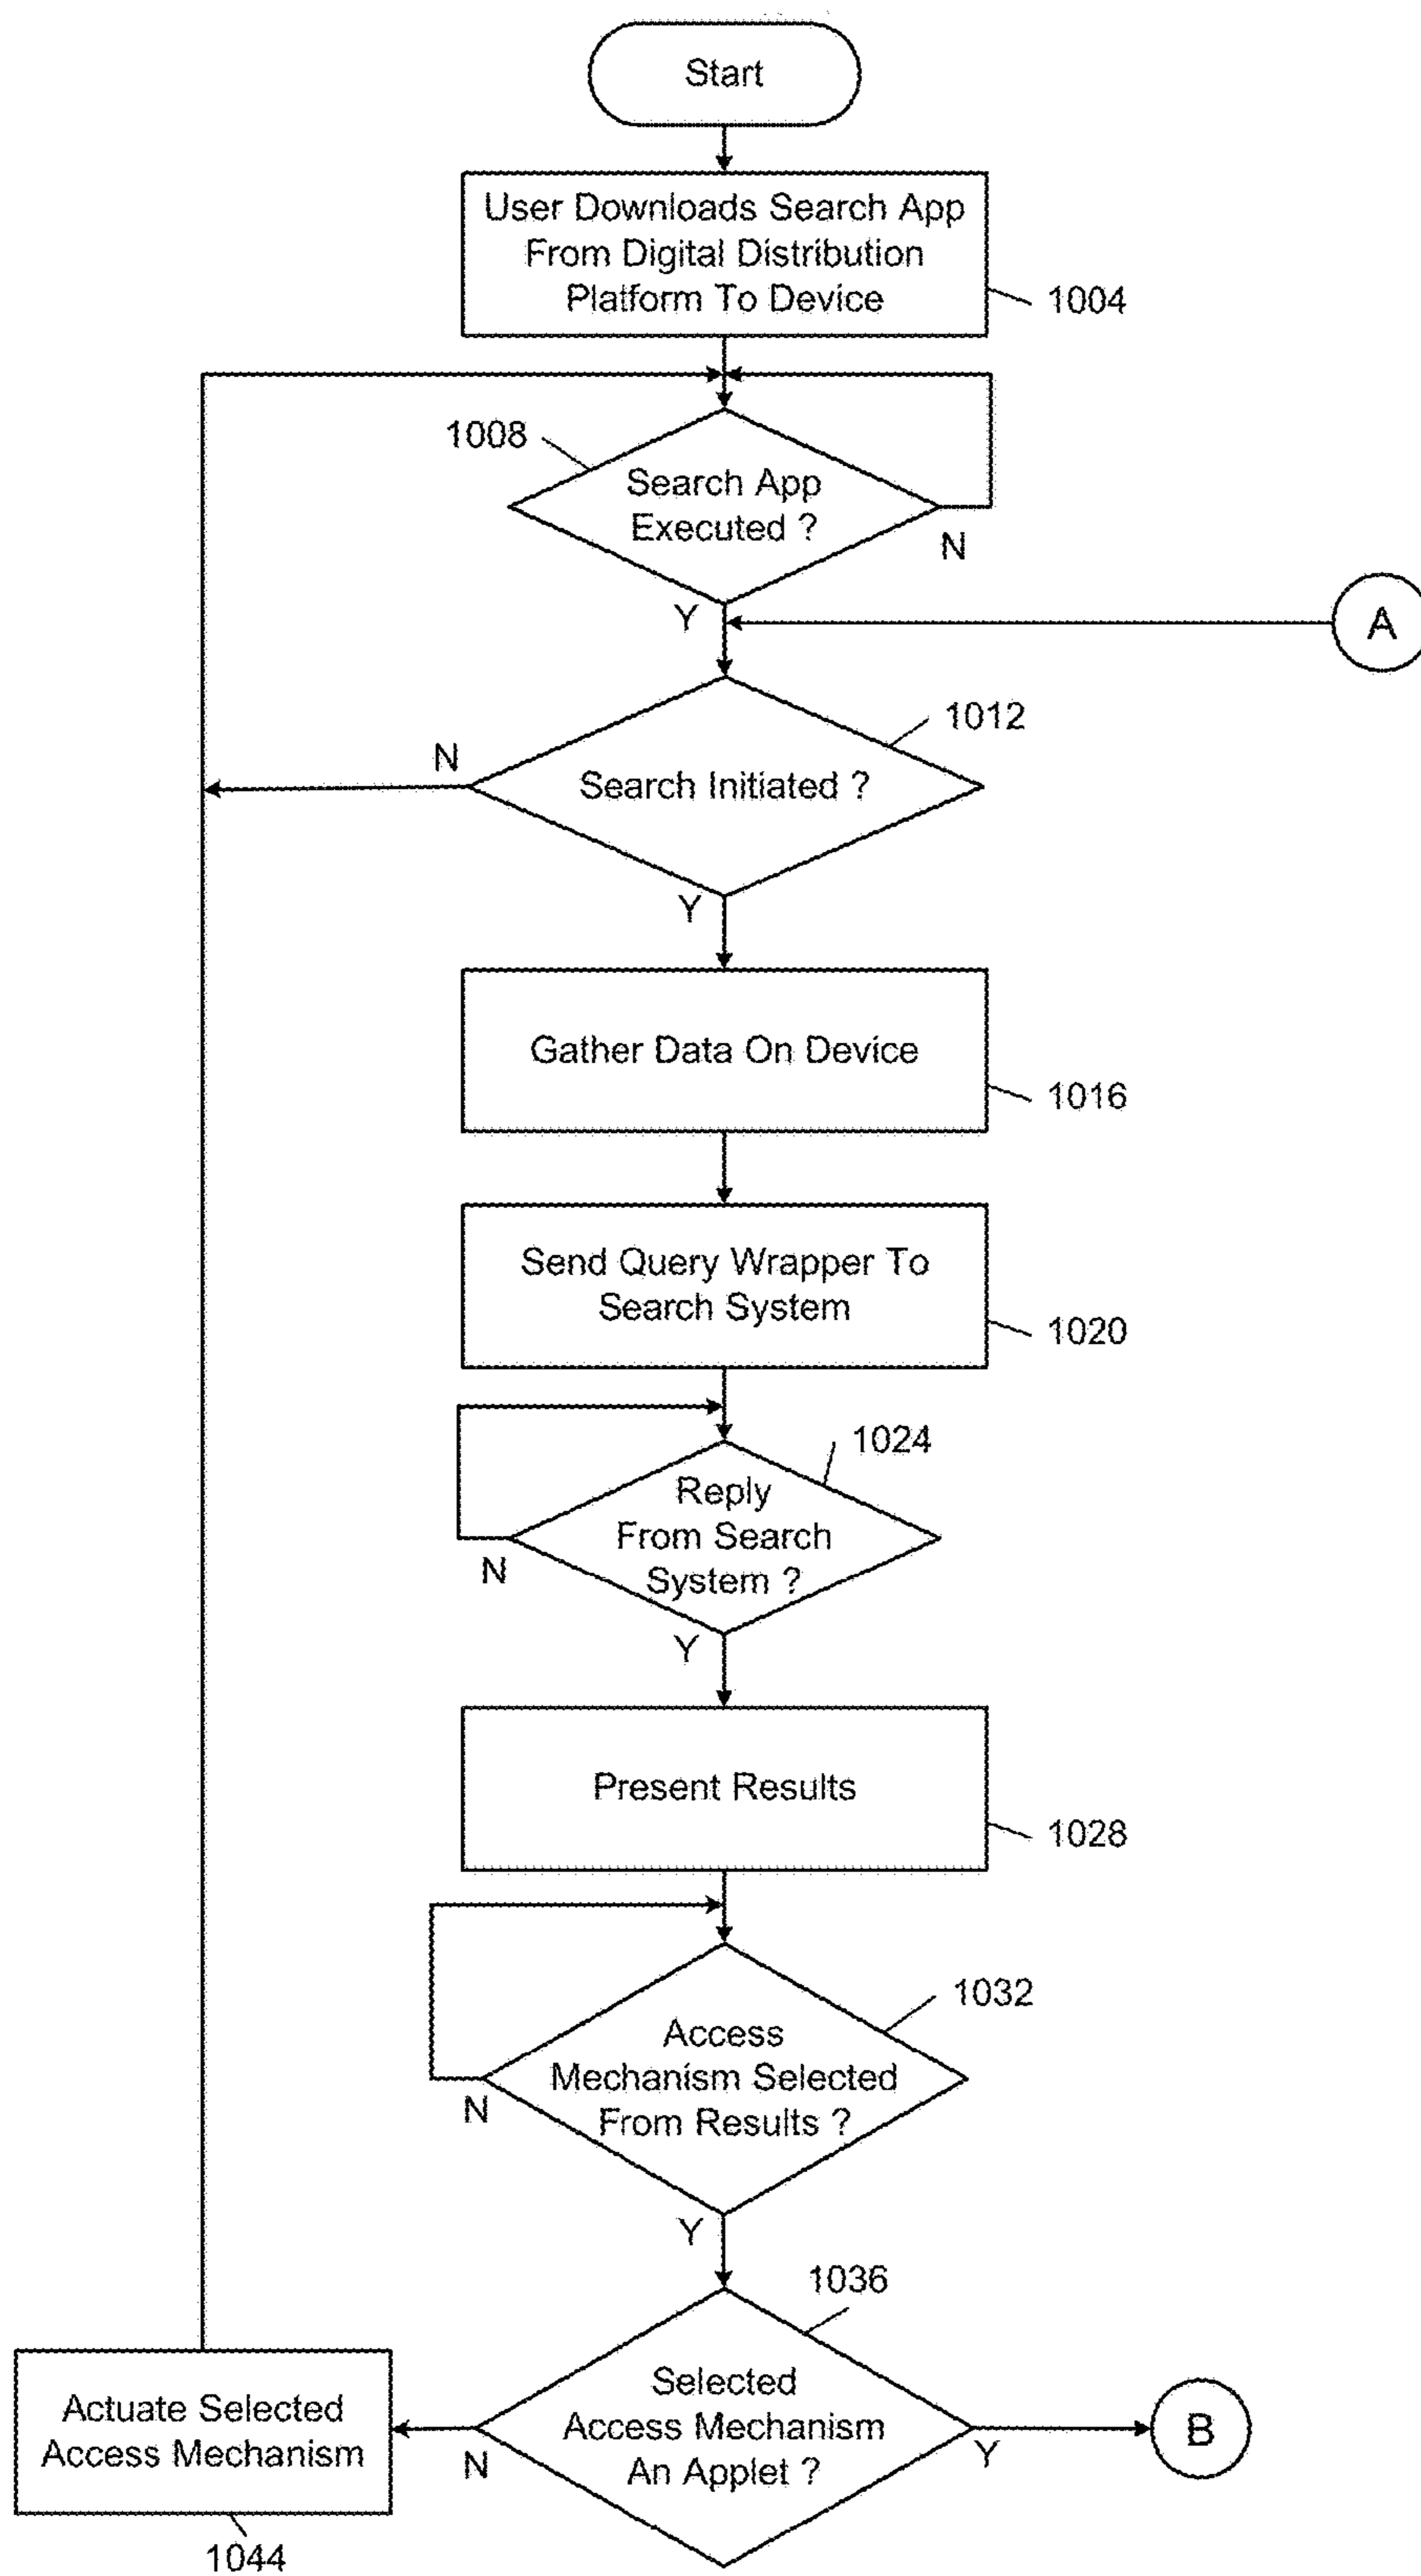 Start
User Downloads Search App
From Digital Distribution
Platform To Device
1004
1008
Search App
Executed ?
N
Y
A
1012
N
Search Initiated ?
Y
Gather Data On Device
1016
Send Query Wrapper To
Search System
1020
1024
Reply
From Search
System ?
N
Y
Present Results
1028
1032
Access
Mechanism Selected
From Results ?
N
Y
1036
Selected
Access Mechanism
An Applet ?
N
Y
B
Actuate Selected
Access Mechanism
1044